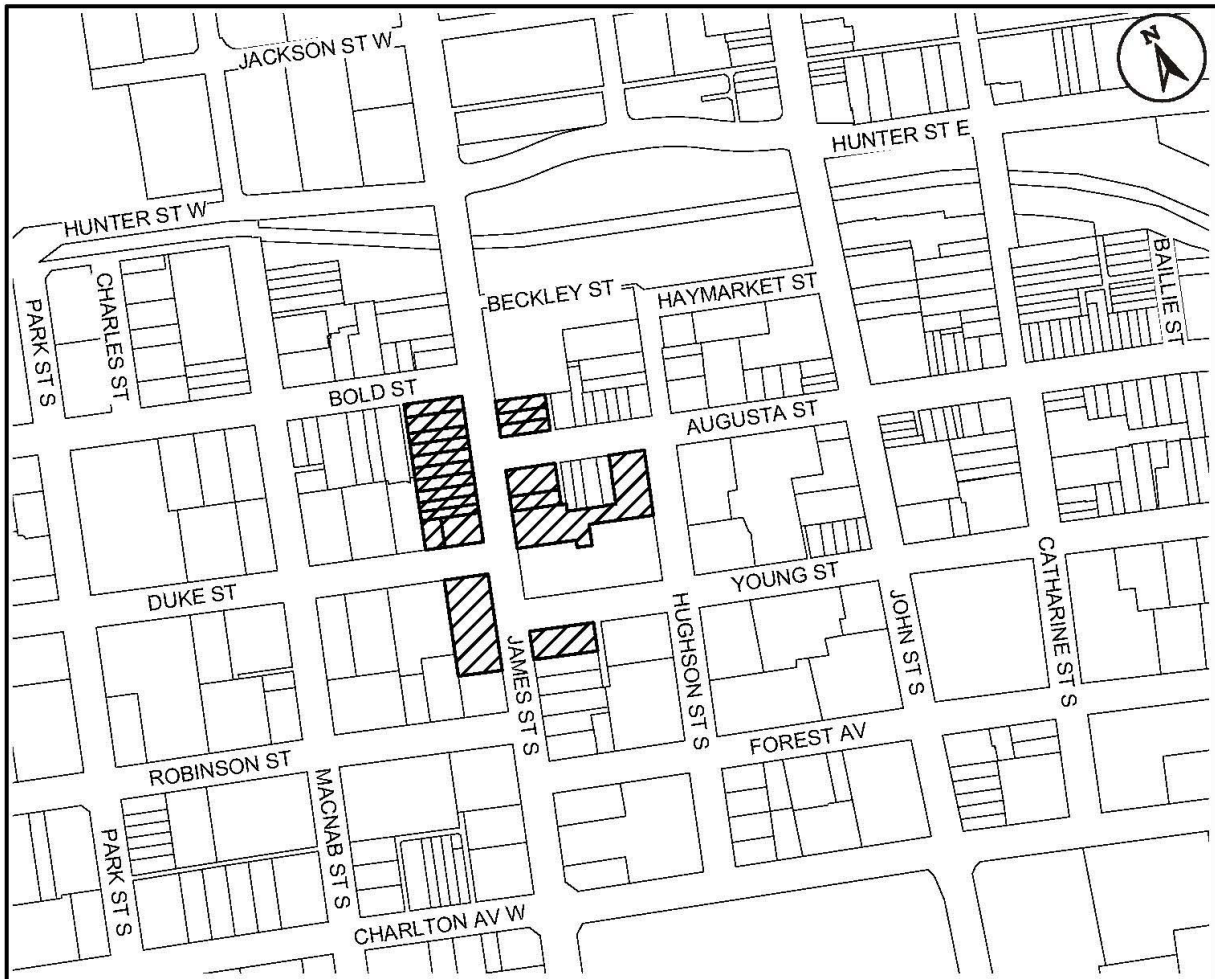 JACKSON ST W
N
HUNTER ST E
HUNTER ST W
PARK ST S
CHARLES ST
BECKLEY ST
HAYMARKET ST
BAILLIE ST
BOLD ST
AUGUSTA ST
DUKE ST
YOUNG ST
JAMES ST S
HUGHSON ST S
JOHN ST S
CATHARINE ST S
ROBINSON ST
FOREST AV
MACNAB ST S
PARK ST S
CHARLTON AV W